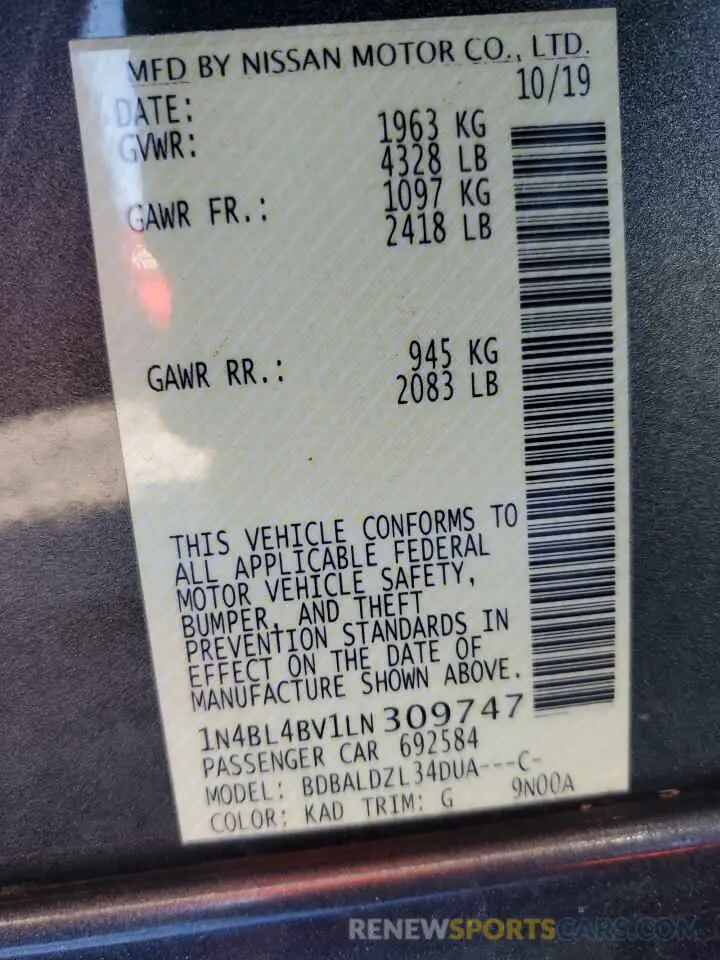 MFD BY NISSAN MOTOR CO., LTD.
DATE: 10/19
GVWR: 1963 KG
4328 LB
GAWR FR.: 1097 KG
2418 LB
GAWR RR.: 945 KG
2083 LB
THIS VEHICLE CONFORMS TO
ALL APPLICABLE FEDERAL
MOTOR VEHICLE SAFETY,
BUMPER, AND THEFT
PREVENTION STANDARDS IN
EFFECT ON THE DATE OF
MANUFACTURE SHOWN ABOVE.
1N4BL4BV1LN309747
PASSENGER CAR 692584
MODEL: BDBALDZL34DUA---C-
COLOR: KAD TRIM: G 9N00A
RENEWSPORTSCARS.COM